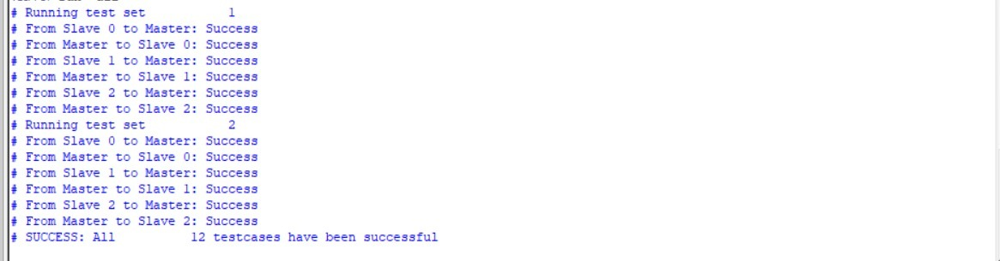 # Running test set 1
# From Slave 0 to Master: Success
# From Master to Slave 0: Success
# From Slave 1 to Master: Success
# From Master to Slave 1: Success
# From Slave 2 to Master: Success
# From Master to Slave 2: Success
# Running test set 2
# From Slave 0 to Master: Success
# From Master to Slave 0: Success
# From Slave 1 to Master: Success
# From Master to Slave 1: Success
# From Slave 2 to Master: Success
# From Master to Slave 2: Success
# SUCCESS: All 12 testcases have been successful